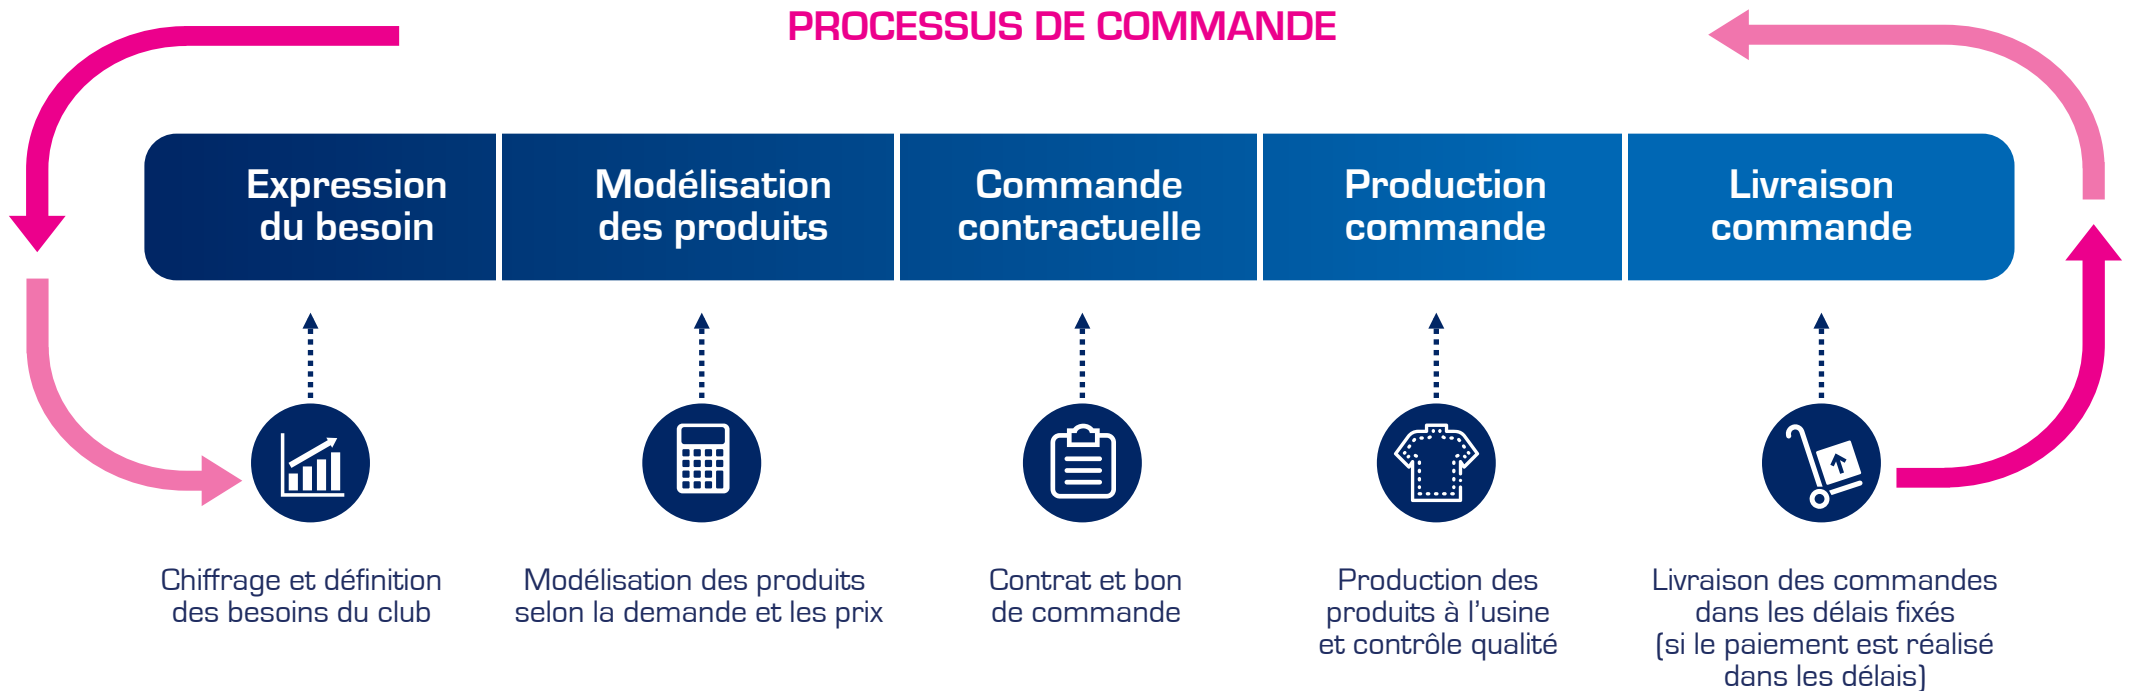 PROCESSUS DE COMMANDE
Expression
du besoin
Modélisation
des produits
Commande
contractuelle
Production
commande
Livraison
commande
Chiffrage et définition
des besoins du club
Modélisation des produits
selon la demande et les prix
Contrat et bon
de commande
Production des
produits à l'usine
et contrôle qualité
Livraison des commandes
dans les délais fixés
(si le paiement est réalisé
dans les délais)